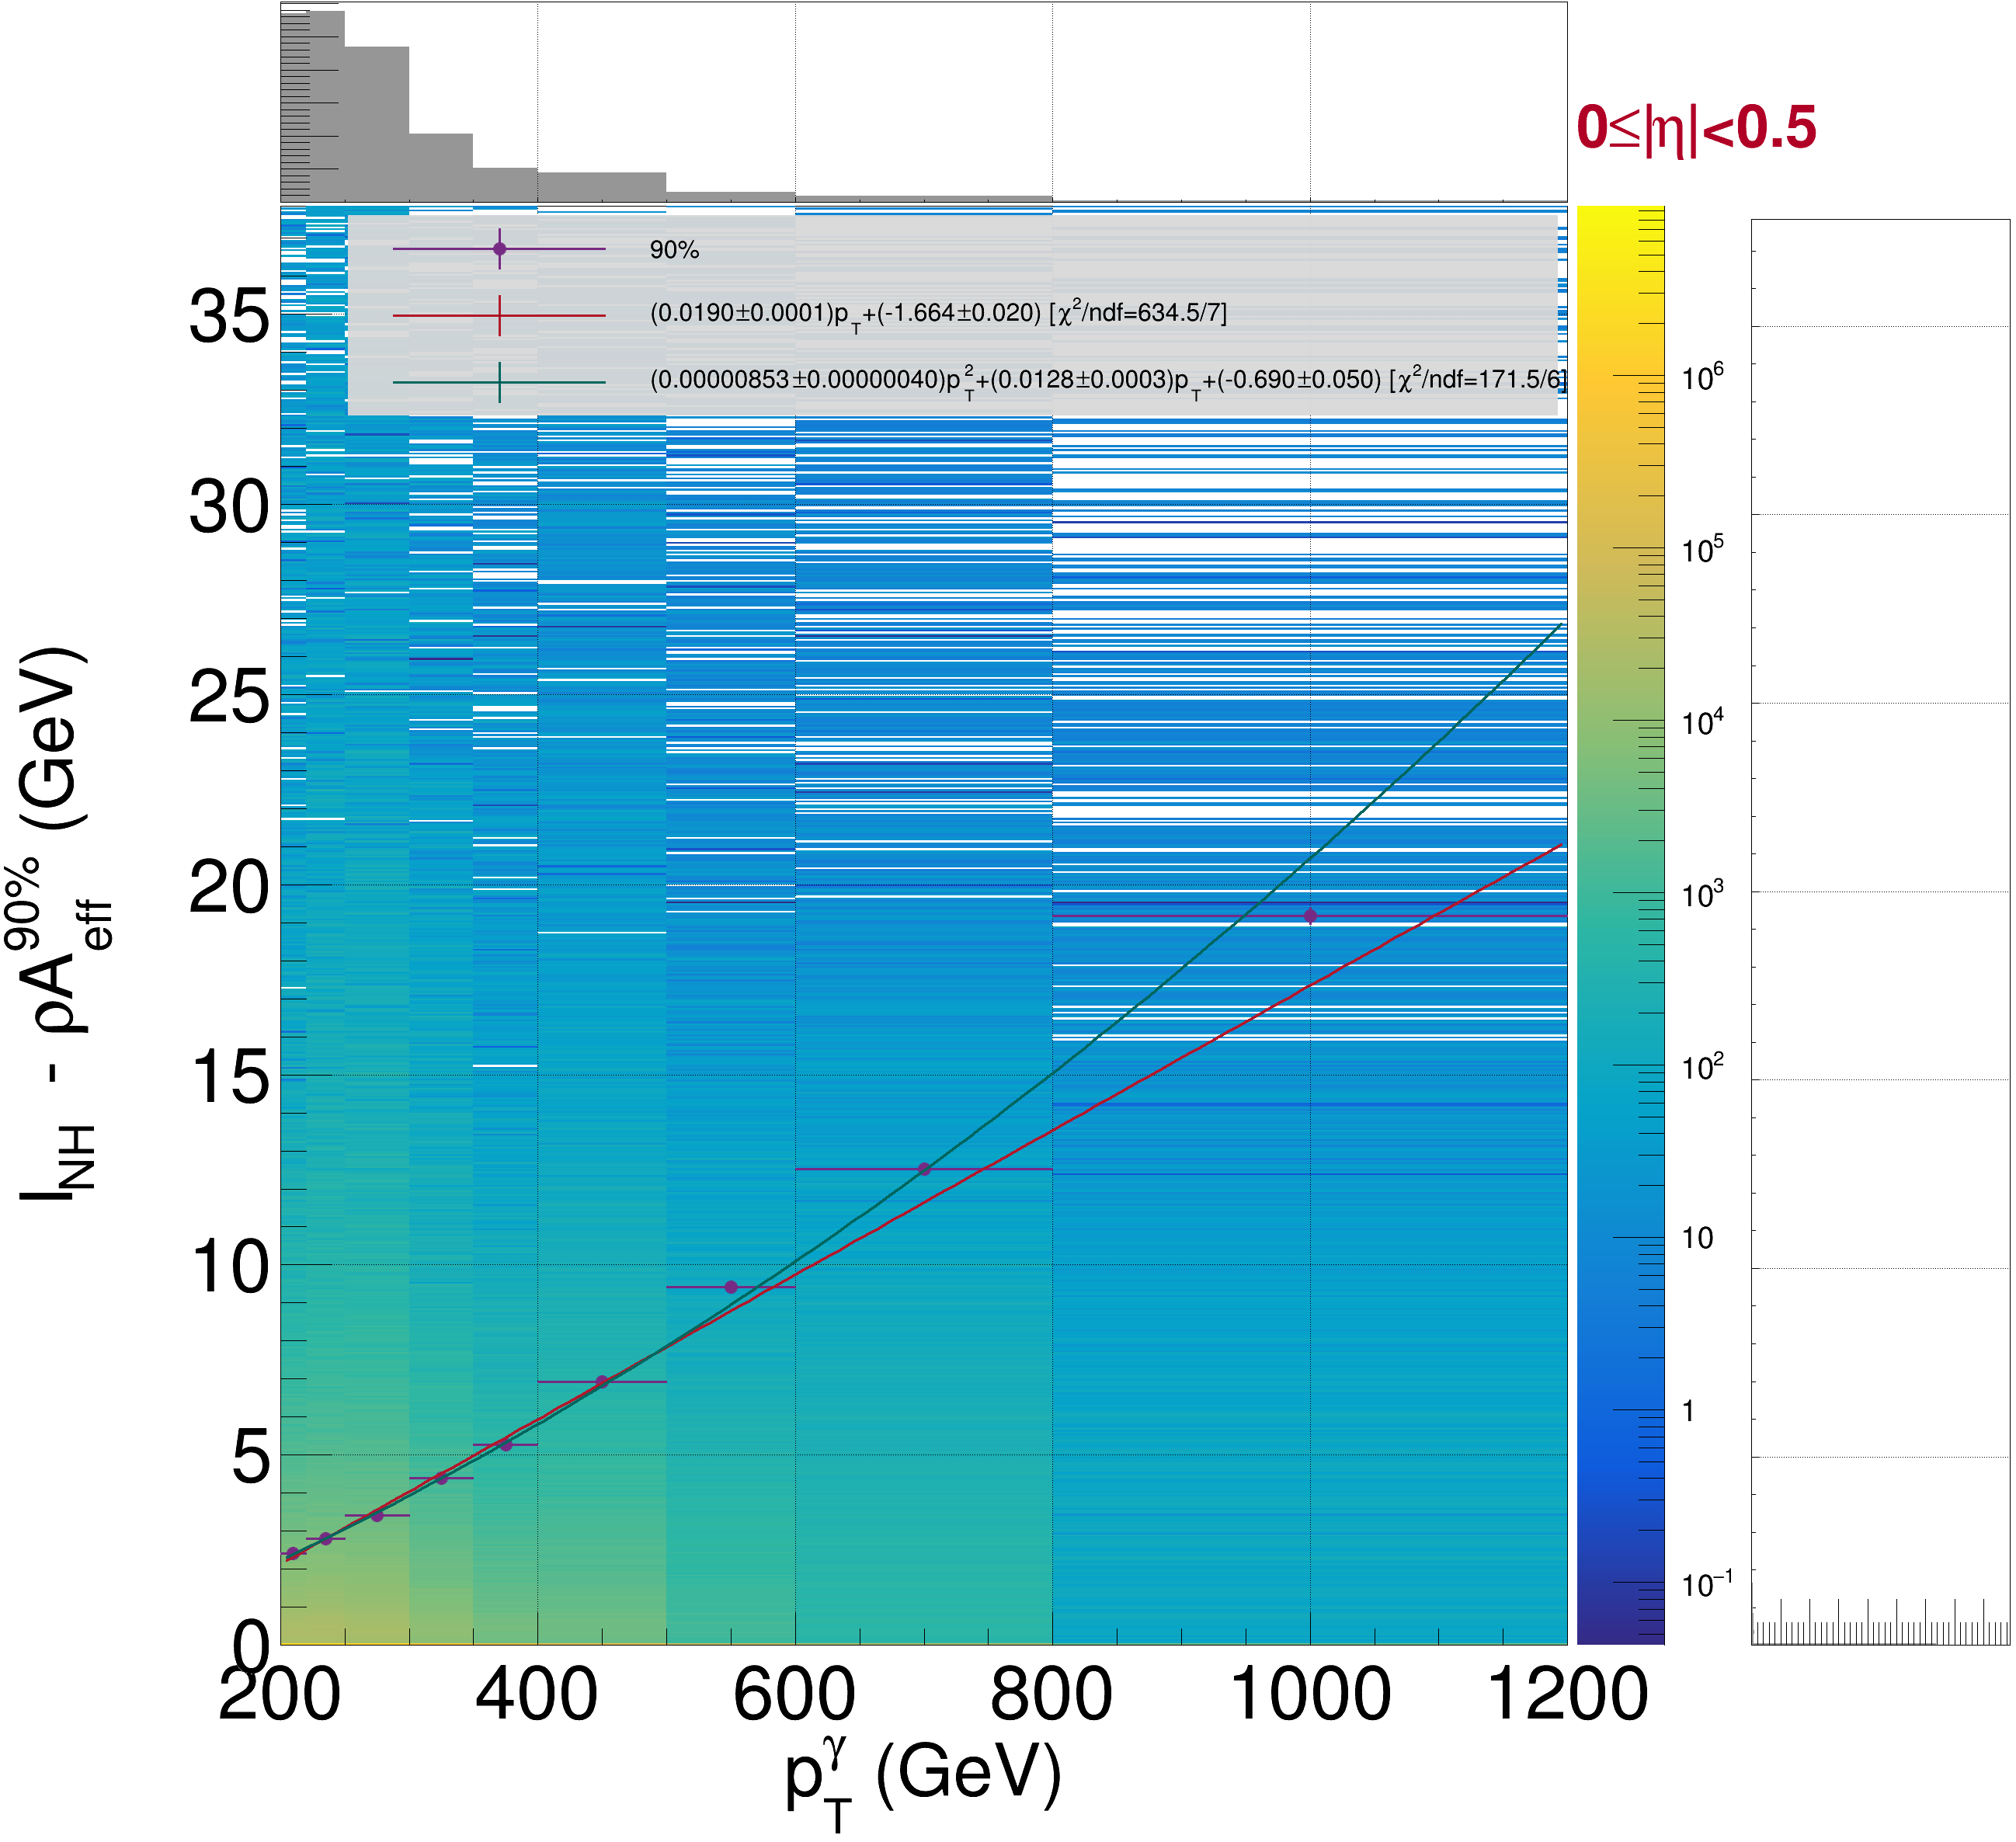 0≤|η|<0.5
90%
(0.0190±0.0001)p_T+(-1.664±0.020) [χ²/ndf=634.5/7]
(0.00000853±0.00000040)p_T²+(0.0128±0.0003)p_T+(-0.690±0.050) [χ²/ndf=171.5/6]
35
30
25
20
15
10
5
0
I_NH - ρA_eff^90% (GeV)
200 400 600 800 1000 1200
p_T^γ (GeV)
10⁶
10⁵
10⁴
10³
10²
10
1
10⁻¹